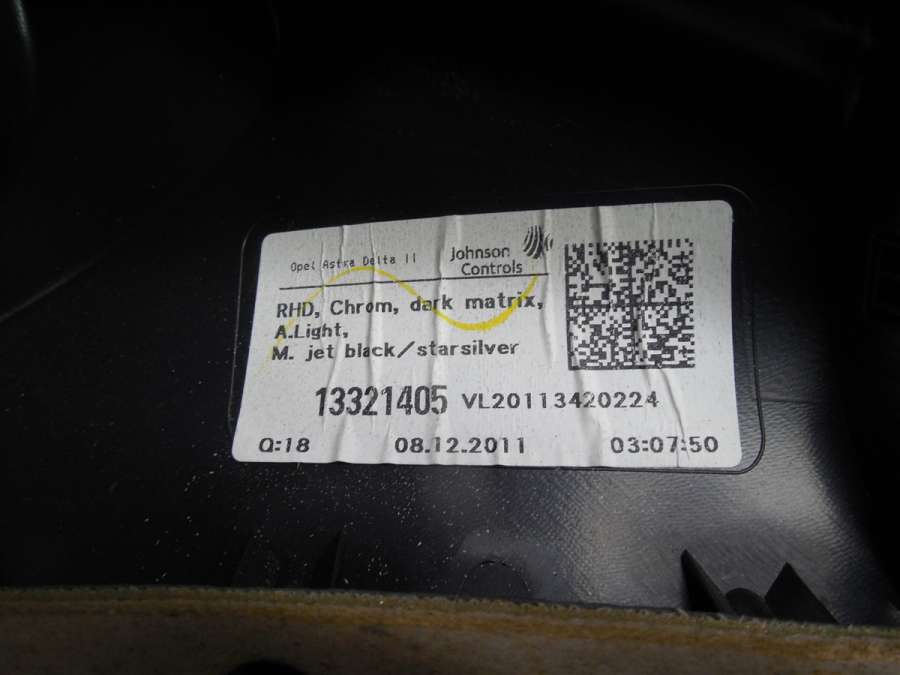 Opel Astra Delta II
Johnson
Controls
RHD, Chrom, dark matrix,
A.Light,
M. jet black/starsilver
13321405 VL20113420224
Q:18 08.12.2011 03:07:50